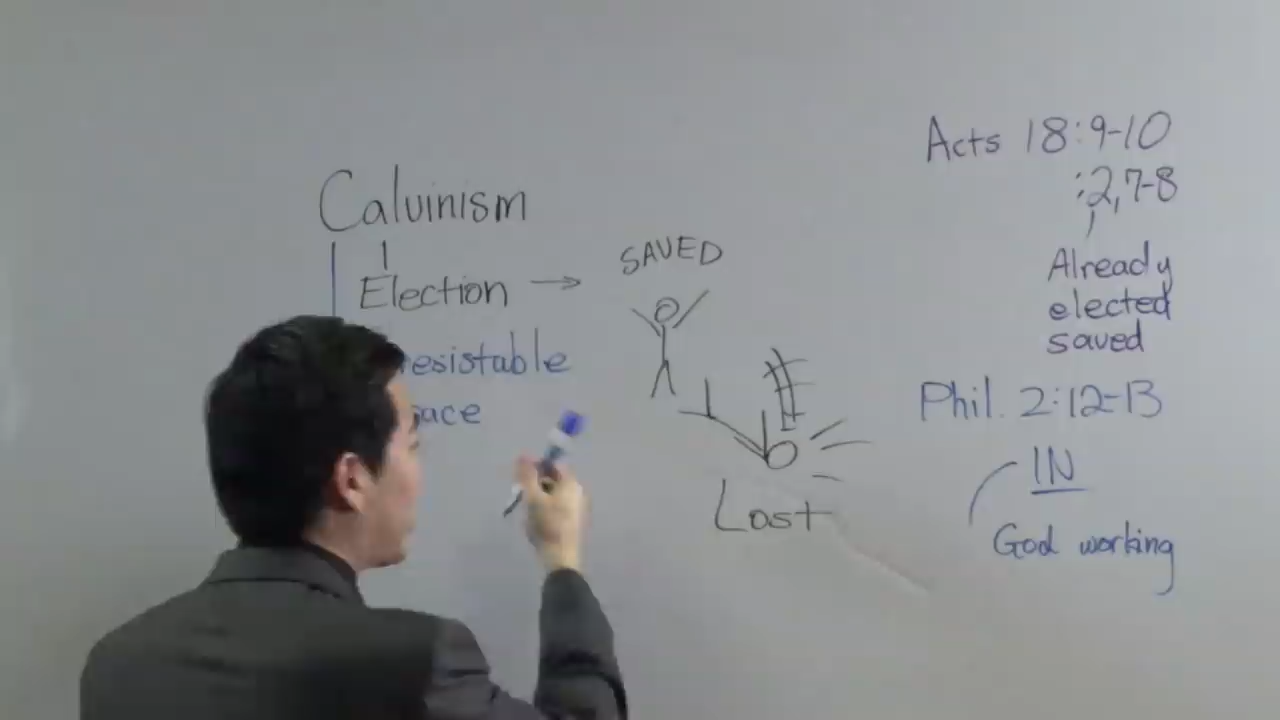 Calvinism
Election →
resistable
ace
SAVED
Lost
Acts 18:9-10
:2,7-8
Already
elected
saved
Phil. 2:12-13
IN
God working